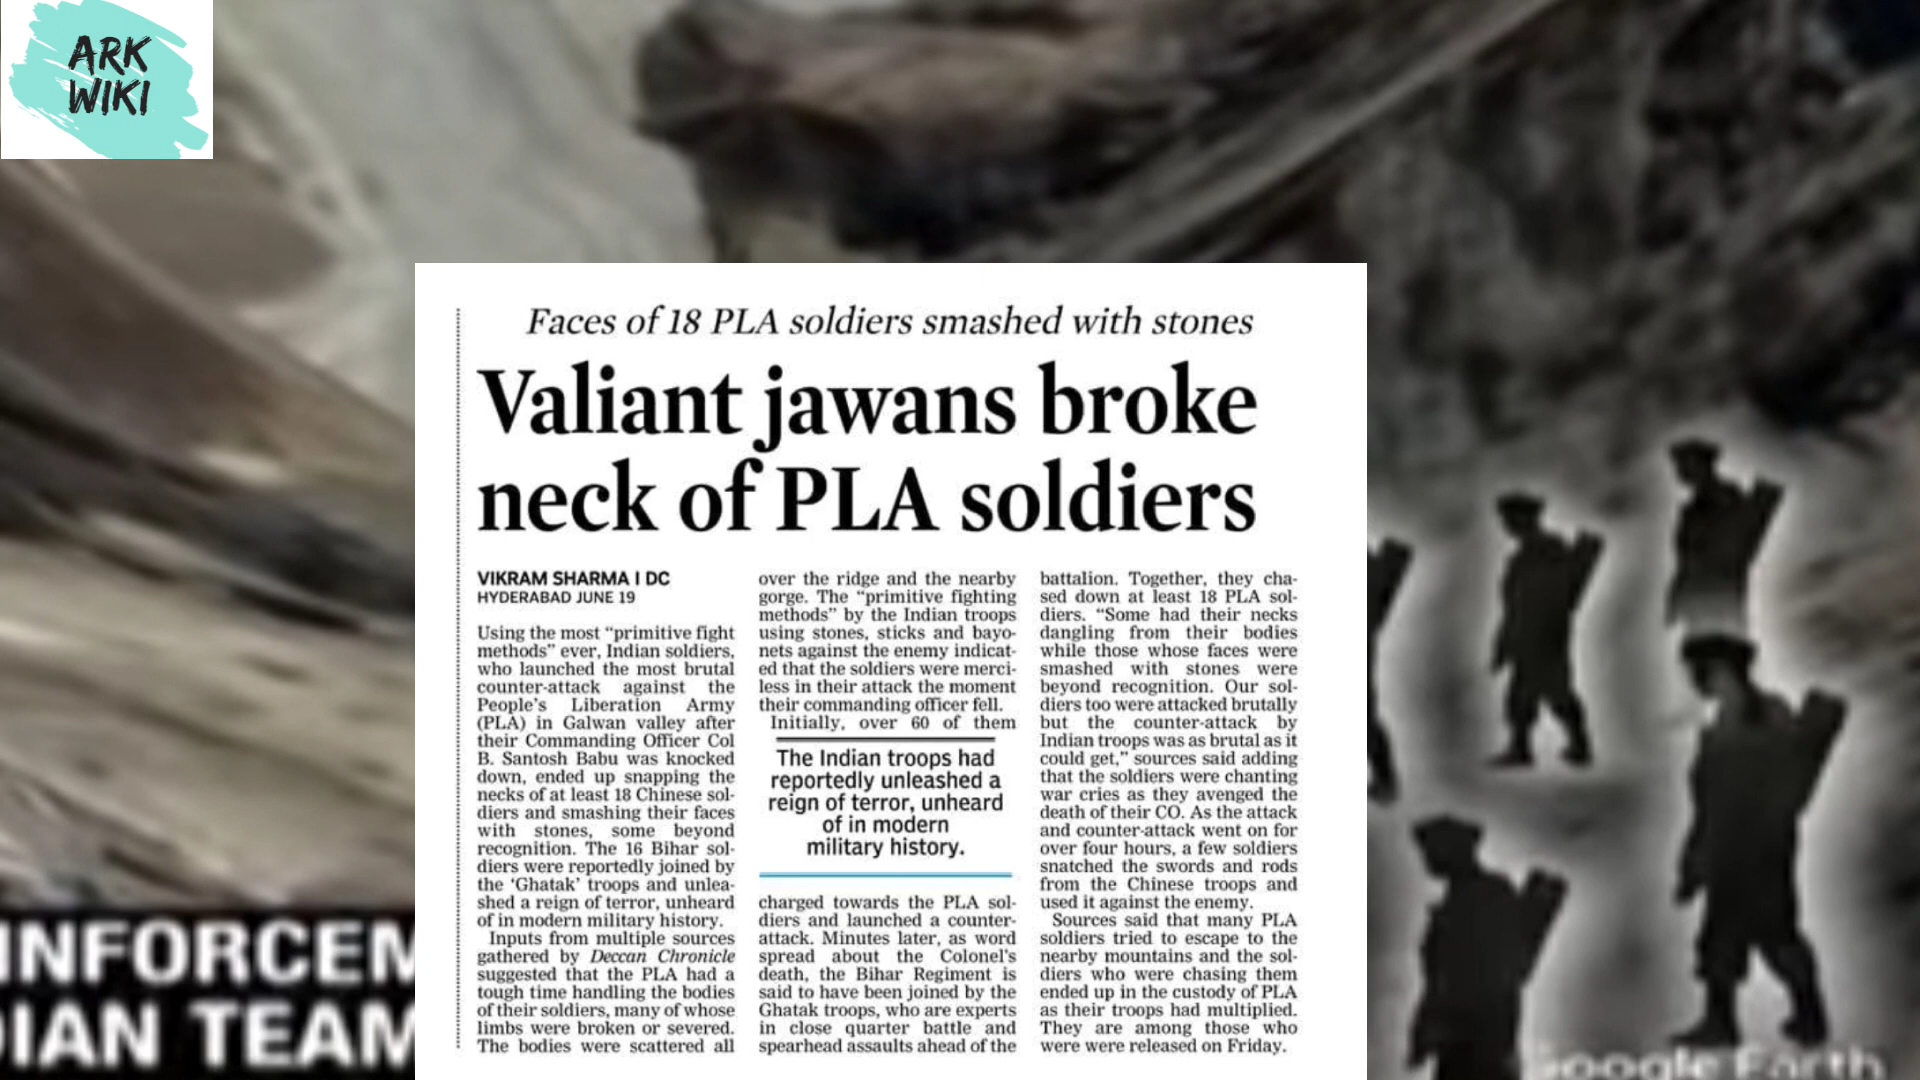 ARK
WIKI
Faces of 18 PLA soldiers smashed with stones
Valiant jawans broke
neck of PLA soldiers
VIKRAM SHARMA I DC
HYDERABAD JUNE 19
Using the most “primitive fight
methods” ever, Indian soldiers,
who launched the most brutal
counter-attack against the
People’s Liberation Army
(PLA) in Galwan valley after
their Commanding Officer Col
B. Santosh Babu was knocked
down, ended up snapping the
necks of at least 18 Chinese sol-
diers and smashing their faces
with stones, some beyond
recognition. The 16 Bihar sol-
diers were reportedly joined by
the ‘Ghatak’ troops and unlea-
shed a reign of terror, unheard
of in modern military history.
Inputs from multiple sources
gathered by Deccan Chronicle
suggested that the PLA had a
tough time handling the bodies
of their soldiers, many of whose
limbs were broken or severed.
The bodies were scattered all
over the ridge and the nearby
gorge. The “primitive fighting
methods” by the Indian troops
using stones, sticks and bayo-
nets against the enemy indicat-
ed that the soldiers were merci-
less in their attack the moment
their commanding officer fell.
Initially, over 60 of them
The Indian troops had
reportedly unleashed a
reign of terror, unheard
of in modern
military history.
charged towards the PLA sol-
diers and launched a counter-
attack. Minutes later, as word
spread about the Colonel’s
death, the Bihar Regiment is
said to have been joined by the
Ghatak troops, who are experts
in close quarter battle and
spearhead assaults ahead of the
battalion. Together, they cha-
sed down at least 18 PLA sol-
diers. “Some had their necks
dangling from their bodies
while those whose faces were
smashed with stones were
beyond recognition. Our sol-
diers too were attacked brutally
but the counter-attack by
Indian troops was as brutal as it
could get,” sources said adding
that the soldiers were chanting
war cries as they avenged the
death of their CO. As the attack
and counter-attack went on for
over four hours, a few soldiers
snatched the swords and rods
from the Chinese troops and
used it against the enemy.
Sources said that many PLA
soldiers tried to escape to the
nearby mountains and the sol-
diers who were chasing them
ended up in the custody of PLA
as their troops had multiplied.
They are among those who
were were released on Friday.
INFORCEM
DIAN TEAM
Google Earth